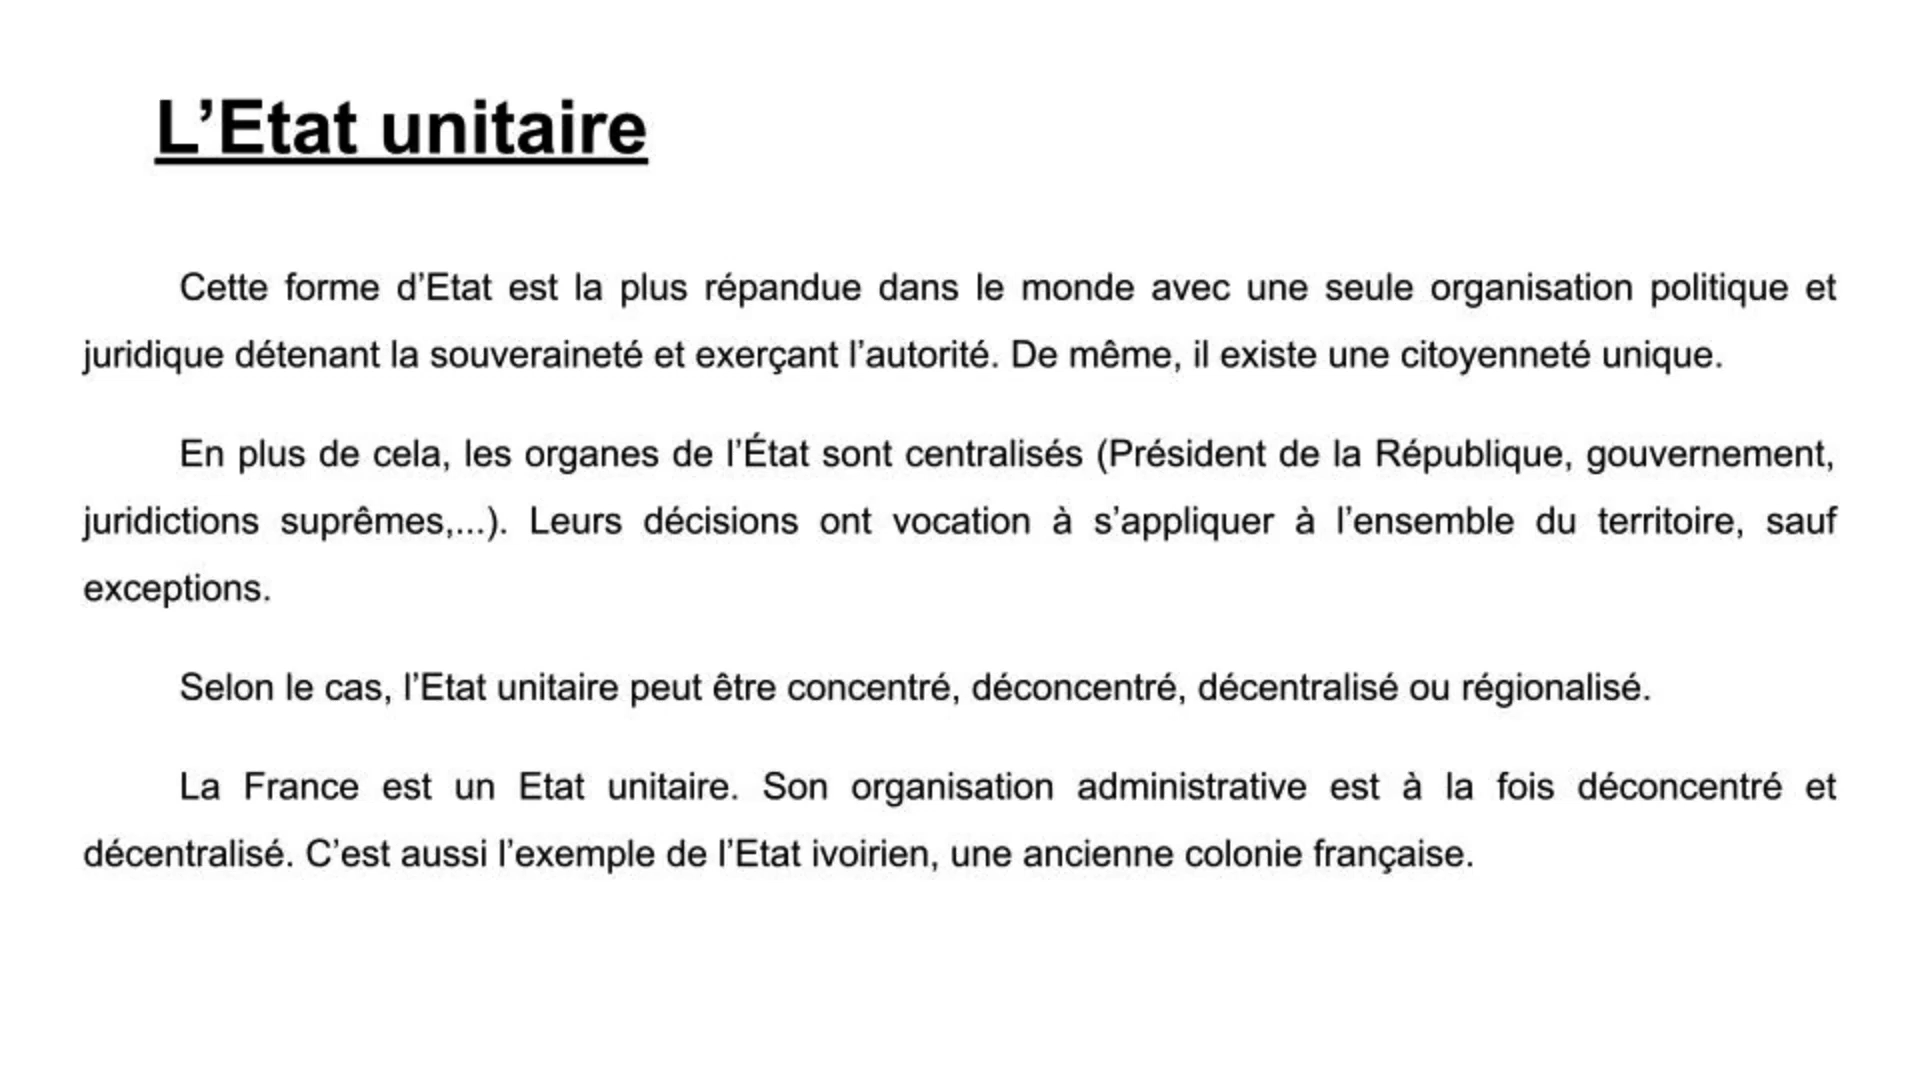 L’Etat unitaire
Cette forme d’Etat est la plus répandue dans le monde avec une seule organisation politique et
juridique détenant la souveraineté et exerçant l’autorité. De même, il existe une citoyenneté unique.
En plus de cela, les organes de l’État sont centralisés (Président de la République, gouvernement,
juridictions suprêmes,...). Leurs décisions ont vocation à s’appliquer à l’ensemble du territoire, sauf
exceptions.
Selon le cas, l’Etat unitaire peut être concentré, déconcentré, décentralisé ou régionalisé.
La France est un Etat unitaire. Son organisation administrative est à la fois déconcentré et
décentralisé. C’est aussi l’exemple de l’Etat ivoirien, une ancienne colonie française.